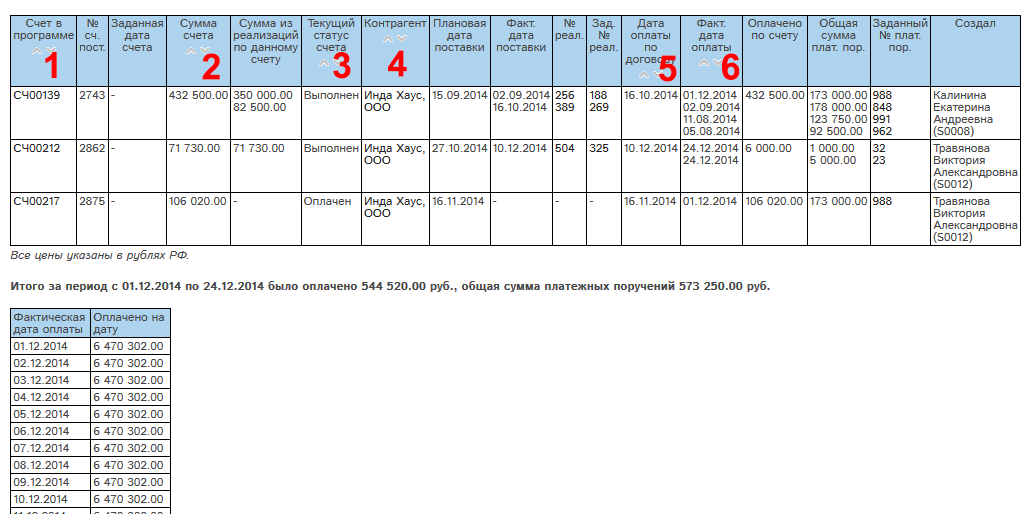 Счет в программе № сч. пост. Заданная дата счета Сумма счета Сумма из реализаций по данному счету Текущий статус счета Контрагент Плановая дата поставки Факт. дата поставки № реал. Зад. № реал. Дата оплаты по договору Факт. дата оплаты Оплачено по счету Общая сумма плат. пор. Заданный № плат. пор. Создал
1 2 3 4 5 6
СЧ00139 2743 - 432 500.00 350 000.00 Выполнен Инда Хаус, 15.09.2014 02.09.2014 256 188 16.10.2014 01.12.2014 432 500.00 173 000.00 988 Калинина
82 500.00 ООО 16.10.2014 389 269 02.09.2014 178 000.00 848 Екатерина
11.08.2014 123 750.00 991 Андреевна
05.08.2014 92 500.00 962 (S0008)
СЧ00212 2862 - 71 730.00 71 730.00 Выполнен Инда Хаус, 27.10.2014 10.12.2014 504 325 10.12.2014 24.12.2014 6 000.00 1 000.00 32 Травянова
ООО 24.12.2014 5 000.00 23 Виктория
Александровна
(S0012)
СЧ00217 2875 - 106 020.00 - Оплачен Инда Хаус, 16.11.2014 - - - 16.11.2014 01.12.2014 106 020.00 173 000.00 988 Травянова
ООО Виктория
Александровна
(S0012)
Все цены указаны в рублях РФ.
Итого за период с 01.12.2014 по 24.12.2014 было оплачено 544 520.00 руб., общая сумма платежных поручений 573 250.00 руб.
Фактическая Оплачено на
дата оплаты дату
01.12.2014 6 470 302.00
02.12.2014 6 470 302.00
03.12.2014 6 470 302.00
04.12.2014 6 470 302.00
05.12.2014 6 470 302.00
06.12.2014 6 470 302.00
07.12.2014 6 470 302.00
08.12.2014 6 470 302.00
09.12.2014 6 470 302.00
10.12.2014 6 470 302.00